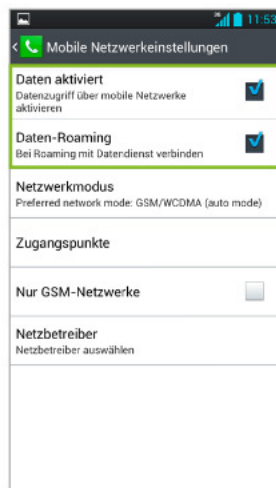 11:53
Mobile Netzwerkeinstellungen
Daten aktiviert
Datenzugriff über mobile Netzwerke
aktivieren
Daten-Roaming
Bei Roaming mit Datendienst verbinden
Netzwerkmodus
Preferred network mode: GSM/WCDMA (auto mode)
Zugangspunkte
Nur GSM-Netzwerke
Netzbetreiber
Netzbetreiber auswählen